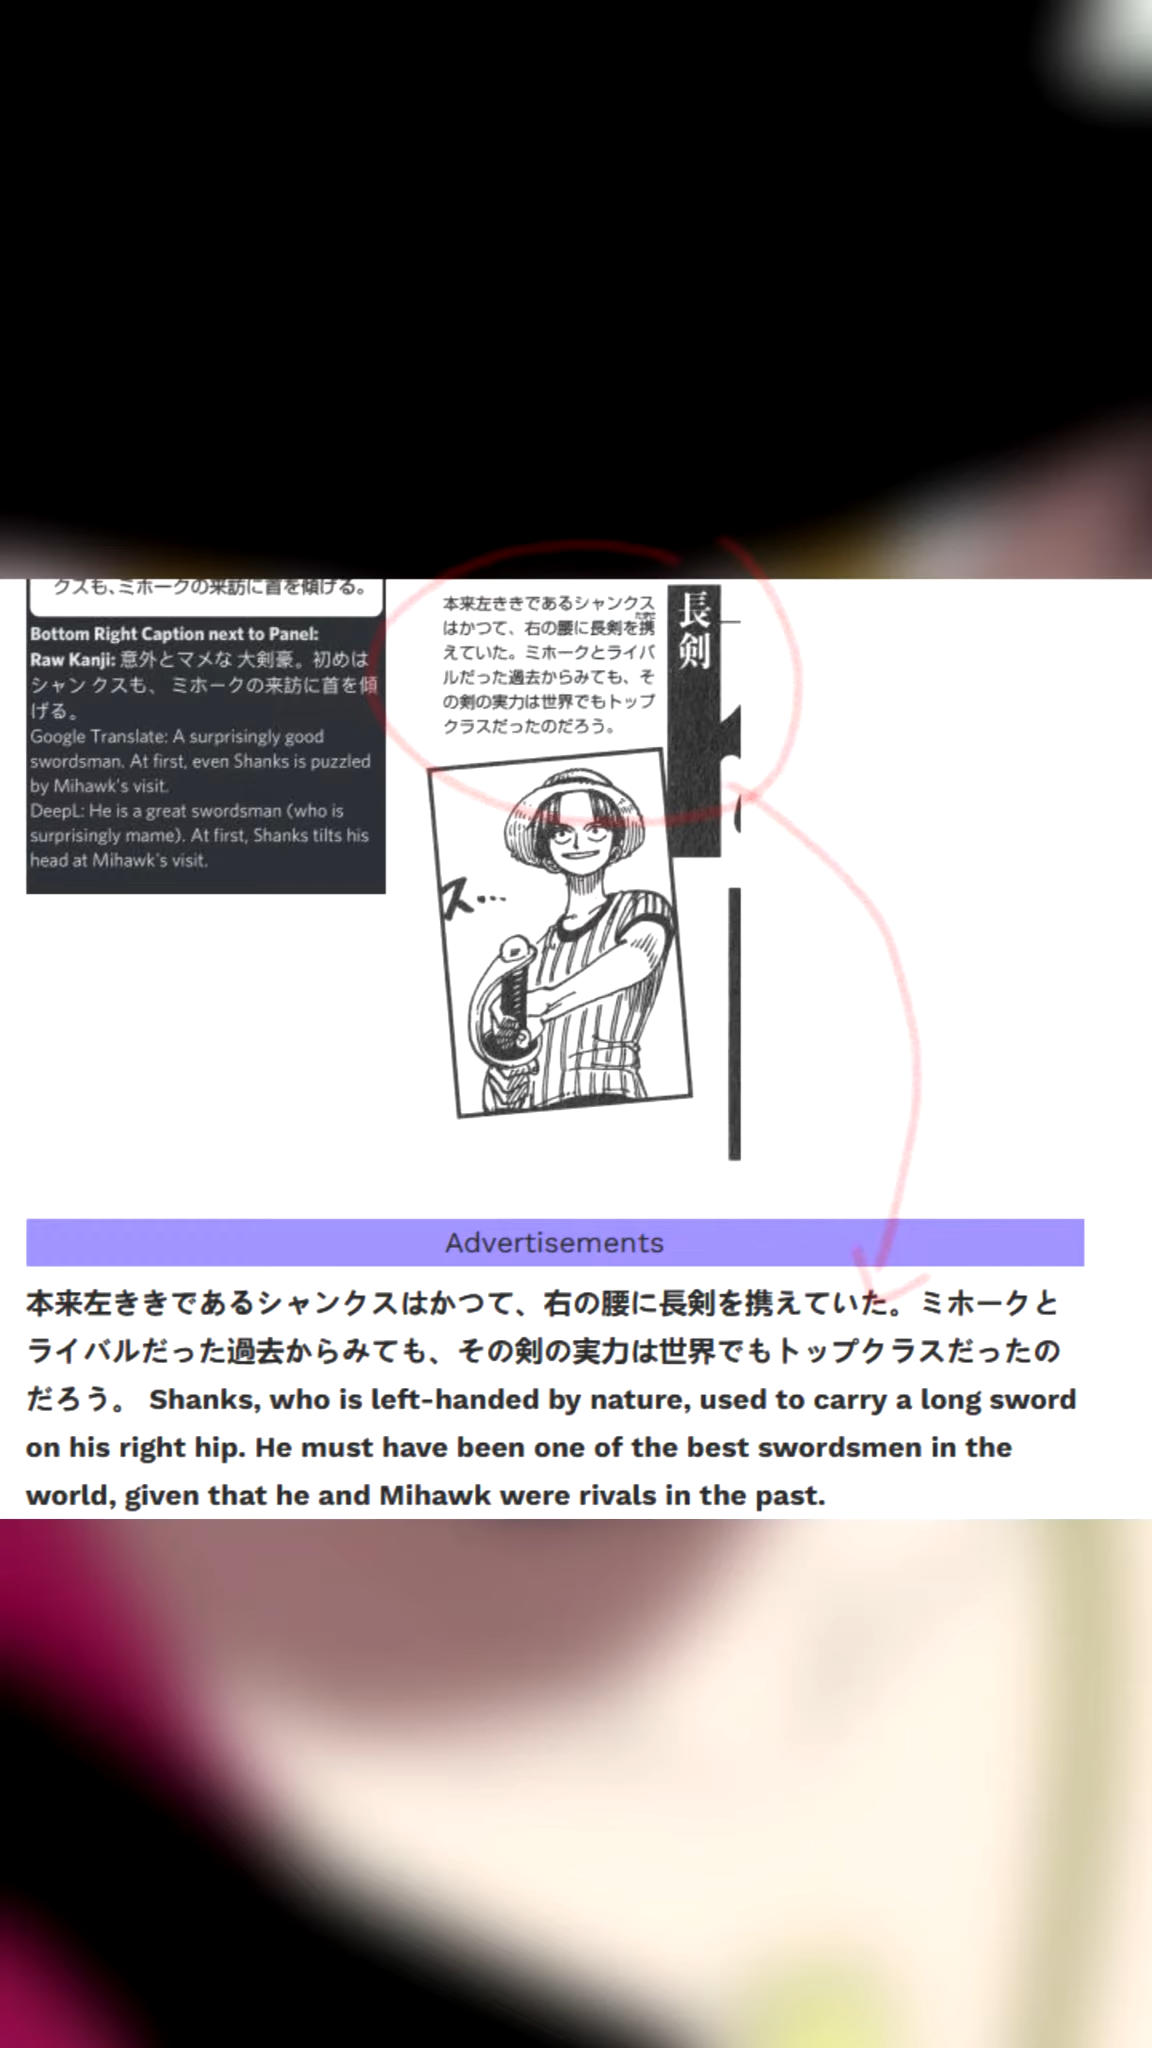 クスも、ミホークの来訪に首を傾げる。
Bottom Right Caption next to Panel:
Raw Kanji: 意外とマメな 大剣豪。初めは
シャン クスも、 ミホークの来訪に首を傾
げる。
Google Translate: A surprisingly good
swordsman. At first, even Shanks is puzzled
by Mihawk's visit.
DeepL: He is a great swordsman (who is
surprisingly mame). At first, Shanks tilts his
head at Mihawk's visit.
長剣
本来左ききであるシャンクス
はかつて、右の腰に長剣を携
えていた。ミホークとライバ
ルだった過去からみても、そ
の剣の実力は世界でもトップ
クラスだったのだろう。
ス…
Advertisements
本来左ききであるシャンクスはかつて、右の腰に長剣を携えていた。ミホークと
ライバルだった過去からみても、その剣の実力は世界でもトップクラスだったの
だろう。 Shanks, who is left-handed by nature, used to carry a long sword
on his right hip. He must have been one of the best swordsmen in the
world, given that he and Mihawk were rivals in the past.